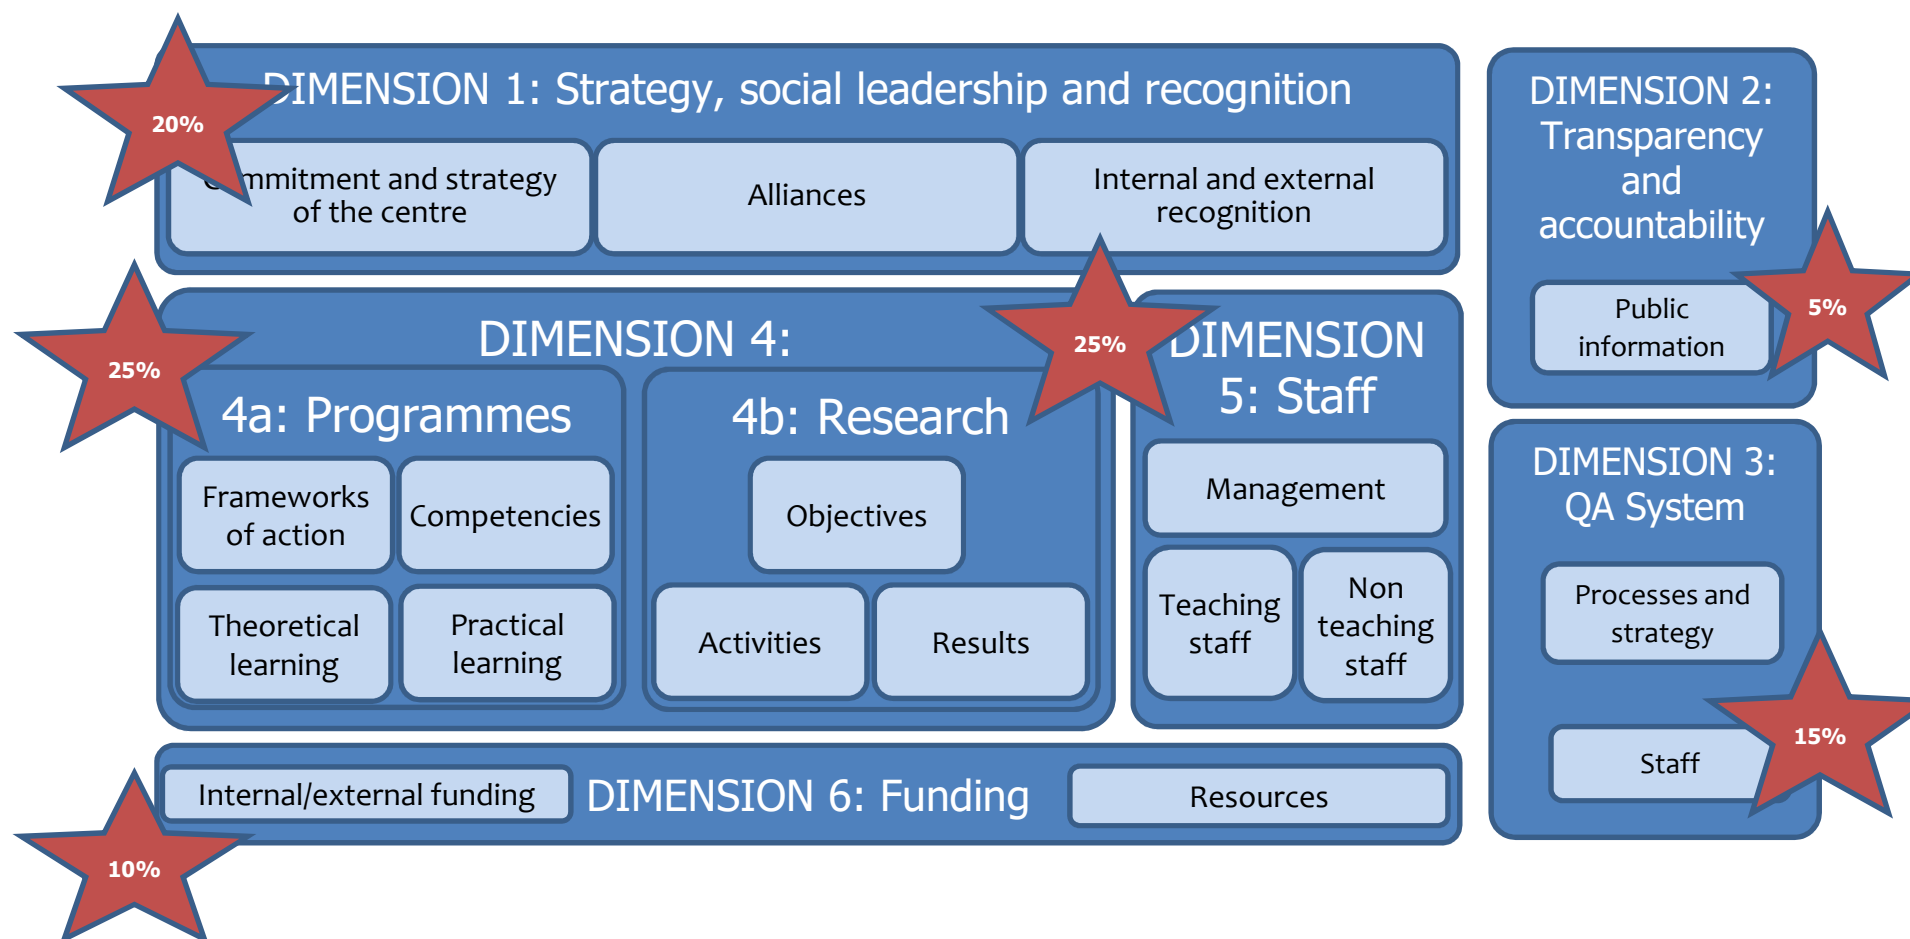 DIMENSION 1: Strategy, social leadership and recognition
20%
Commitment and strategy
of the centre
Alliances
Internal and external
recognition
DIMENSION 2:
Transparency
and
accountability
Public
information
5%
DIMENSION 4:
25%
4a: Programmes
Frameworks
of action
Competencies
Theoretical
learning
Practical
learning
4b: Research
Objectives
Activities
Results
25%
DIMENSION
5: Staff
Management
Teaching
staff
Non
teaching
staff
DIMENSION 3:
QA System
Processes and
strategy
Staff
15%
Internal/external funding
DIMENSION 6: Funding
Resources
10%